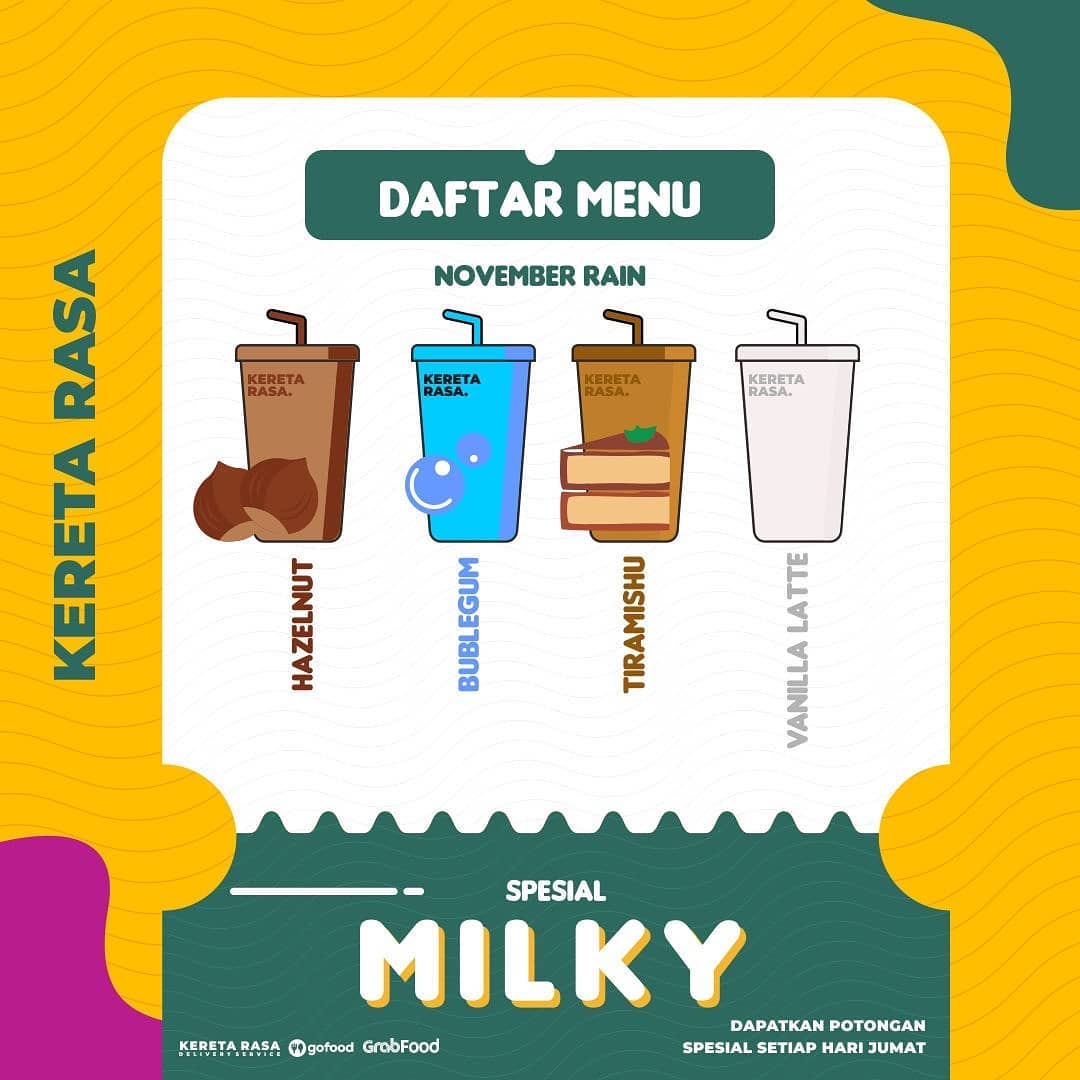 KERETA RASA
DAFTAR MENU
NOVEMBER RAIN
KERETA
RASA.
KERETA
RASA.
KERETA
RASA.
KERETA
RASA.
HAZELNUT
BUBLEGUM
TIRAMISHU
VANILLA LATTE
SPESIAL
MILKY
DAPATKAN POTONGAN
SPESIAL SETIAP HARI JUMAT
KERETA RASA
DELIVERY SERVICE
gofood
GrabFood